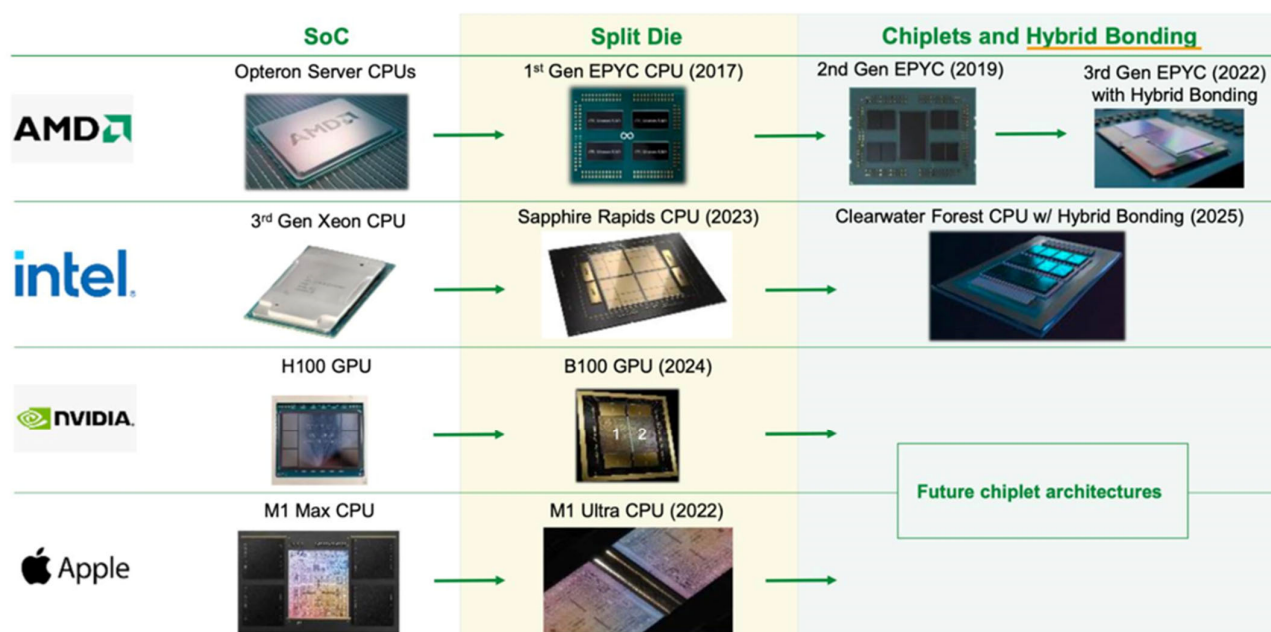 SoC
Split Die
Chiplets and Hybrid Bonding
AMD
Opteron Server CPUs
AMD
1st Gen EPYC CPU (2017)
2nd Gen EPYC (2019)
3rd Gen EPYC (2022)
with Hybrid Bonding
intel
3rd Gen Xeon CPU
Sapphire Rapids CPU (2023)
Clearwater Forest CPU w/ Hybrid Bonding (2025)
NVIDIA
H100 GPU
B100 GPU (2024)
1 2
Future chiplet architectures
Apple
M1 Max CPU
M1 Ultra CPU (2022)